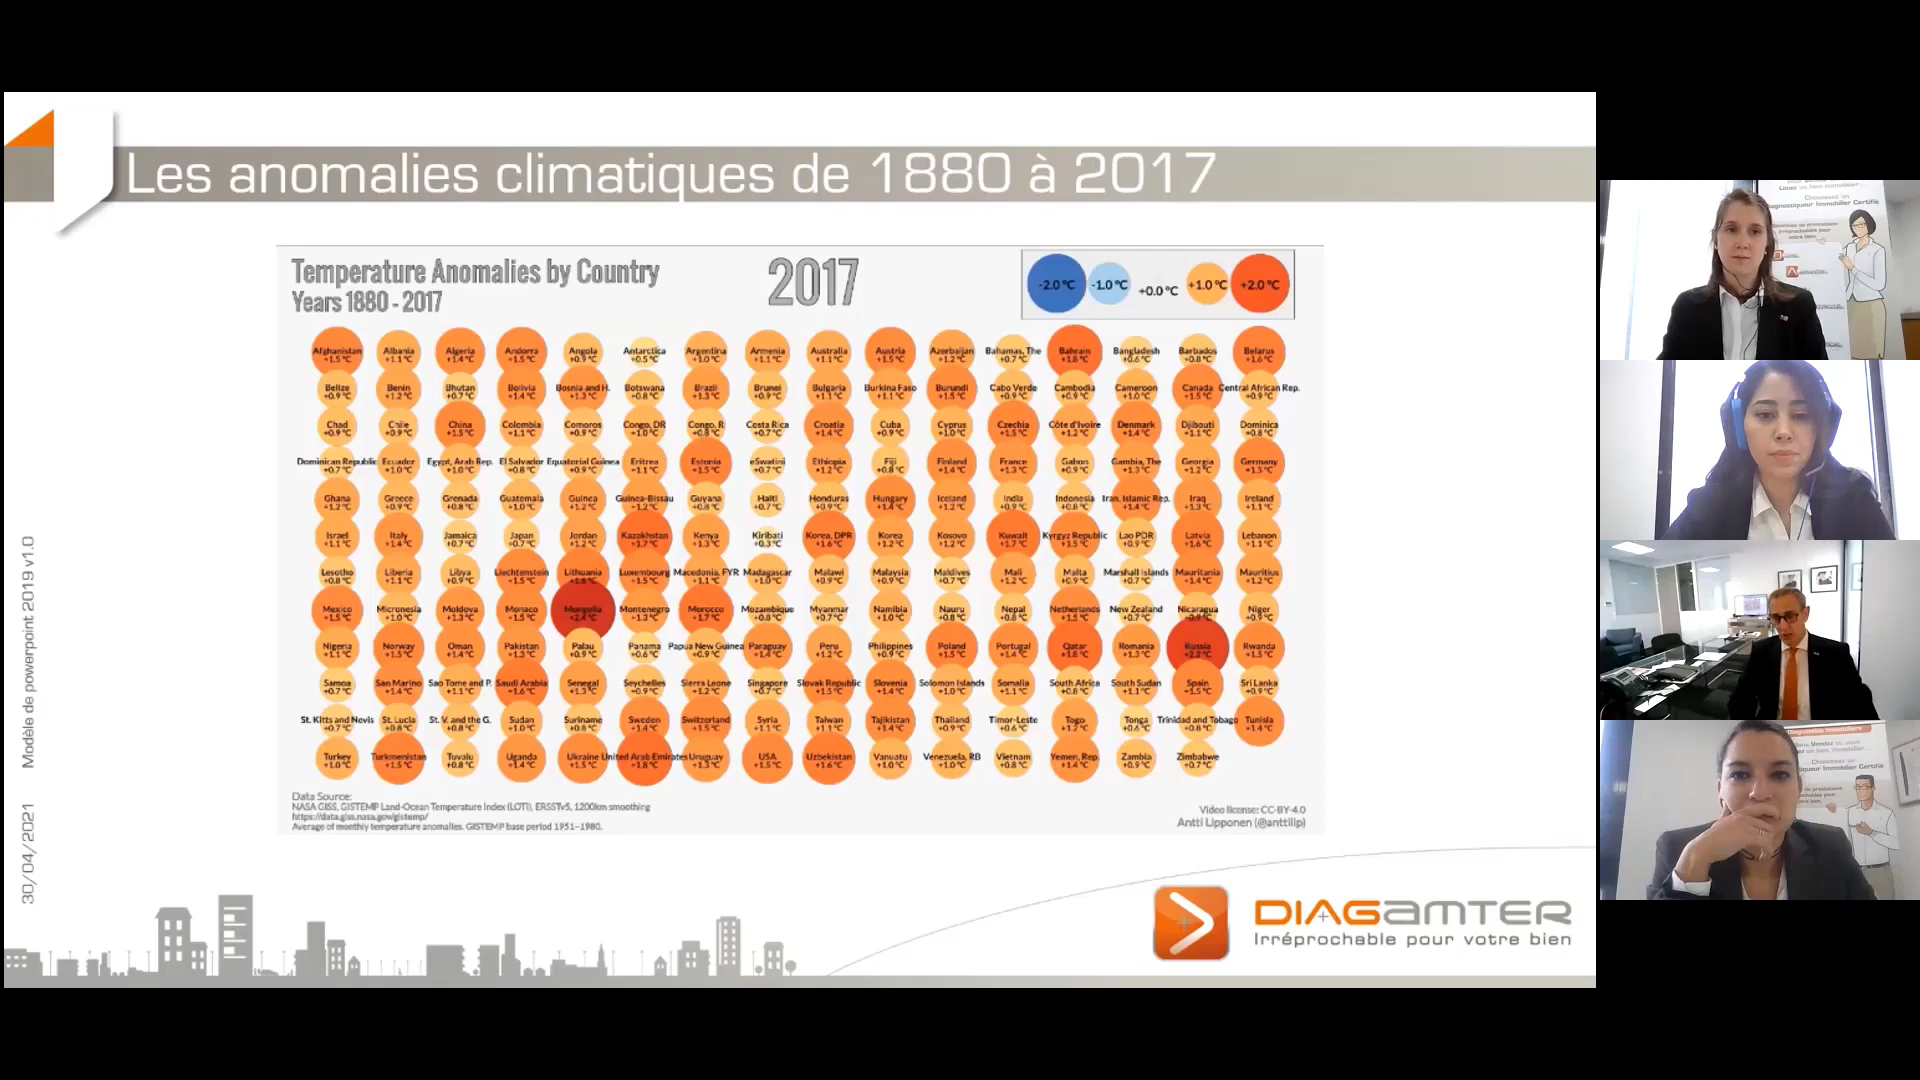 Les anomalies climatiques de 1880 à 2017
Temperature Anomalies by Country
Years 1880 - 2017
2017
-2.0 °C -1.0 °C +0.0 °C +1.0 °C +2.0 °C
Afghanistan Albania Algeria Andorra Angola Antarctica Argentina Armenia Australia Austria Azerbaijan Bahamas, The Bahrain Bangladesh Barbados Belarus
+1.5 °C +1.1 °C +1.4 °C +1.5 °C +0.9 °C +0.5 °C +1.0 °C +1.1 °C +1.1 °C +1.5 °C +1.2 °C +0.7 °C +1.8 °C +0.6 °C +0.8 °C +1.6 °C
Belize Benin Bhutan Bolivia Bosnia and H. Botswana Brazil Brunei Bulgaria Burkina Faso Burundi Cabo Verde Cambodia Cameroon Canada Central African Rep.
+0.9 °C +1.2 °C +0.7 °C +1.4 °C +1.3 °C +0.8 °C +1.3 °C +0.9 °C +1.1 °C +1.1 °C +1.5 °C +0.9 °C +0.9 °C +1.0 °C +1.5 °C +0.9 °C
Chad Chile China Colombia Comoros Congo, DR Congo, R Costa Rica Croatia Cuba Cyprus Czechia Côte d'Ivoire Denmark Djibouti Dominica
+0.9 °C +0.9 °C +1.5 °C +1.1 °C +0.9 °C +1.0 °C +0.8 °C +0.7 °C +1.4 °C +0.9 °C +1.0 °C +1.5 °C +1.2 °C +1.4 °C +1.1 °C +0.8 °C
Dominican Republic Ecuador Egypt, Arab Rep. El Salvador Equatorial Guinea Eritrea Estonia eSwatini Ethiopia Fiji Finland France Gabon Gambia, The Georgia Germany
+0.7 °C +1.0 °C +1.0 °C +0.8 °C +0.9 °C +1.1 °C +1.5 °C +0.7 °C +1.2 °C +0.8 °C +1.4 °C +1.3 °C +0.9 °C +1.3 °C +1.2 °C +1.5 °C
Ghana Greece Grenada Guatemala Guinea Guinea-Bissau Guyana Haiti Honduras Hungary Iceland India Indonesia Iran, Islamic Rep. Iraq Ireland
+1.2 °C +0.9 °C +0.8 °C +1.0 °C +1.2 °C +1.2 °C +0.8 °C +0.7 °C +0.9 °C +1.4 °C +1.2 °C +0.9 °C +0.8 °C +1.4 °C +1.3 °C +1.1 °C
Israel Italy Jamaica Japan Jordan Kazakhstan Kenya Kiribati Korea, DPR Korea Kosovo Kuwait Kyrgyz Republic Lao PDR Latvia Lebanon
+1.1 °C +1.4 °C +0.7 °C +0.7 °C +1.2 °C +1.7 °C +1.3 °C +0.3 °C +1.6 °C +1.2 °C +1.2 °C +1.7 °C +1.5 °C +0.9 °C +1.6 °C +1.1 °C
Lesotho Liberia Libya Liechtenstein Lithuania Luxembourg Macedonia, FYR Madagascar Malawi Malaysia Maldives Mali Malta Marshall Islands Mauritania Mauritius
+0.8 °C +1.1 °C +0.9 °C +1.5 °C +1.5 °C +1.1 °C +1.0 °C +0.9 °C +0.9 °C +0.7 °C +1.2 °C +0.9 °C +0.7 °C +1.4 °C +1.2 °C
Mexico Micronesia Moldova Monaco Mongolia Montenegro Morocco Mozambique Myanmar Namibia Nauru Nepal Netherlands New Zealand Nicaragua Niger
+1.5 °C +1.0 °C +1.3 °C +1.5 °C +2.4 °C +1.3 °C +1.7 °C +0.8 °C +0.7 °C +1.0 °C +0.8 °C +0.8 °C +1.5 °C +0.7 °C +0.9 °C +0.9 °C
Nigeria Norway Oman Pakistan Palau Panama Papua New Guinea Paraguay Peru Philippines Poland Portugal Qatar Romania Russia Rwanda
+1.1 °C +1.5 °C +1.4 °C +1.3 °C +0.9 °C +0.6 °C +0.9 °C +1.4 °C +1.2 °C +0.9 °C +1.5 °C +1.4 °C +1.8 °C +1.3 °C +2.2 °C +1.5 °C
Samoa San Marino Sao Tome and P. Saudi Arabia Senegal Seychelles Sierra Leone Singapore Slovak Republic Slovenia Solomon Islands Somalia South Africa South Sudan Spain Sri Lanka
+0.7 °C +1.4 °C +1.1 °C +1.6 °C +1.3 °C +0.9 °C +1.2 °C +0.7 °C +1.5 °C +1.4 °C +1.0 °C +1.1 °C +0.8 °C +1.1 °C +1.5 °C +0.9 °C
St. Kitts and Nevis St. Lucia St. V. and the G. Sudan Suriname Sweden Switzerland Syria Taiwan Tajikistan Thailand Timor-Leste Togo Tonga Trinidad and Tobago Tunisia
+0.7 °C +0.8 °C +0.8 °C +1.0 °C +0.8 °C +1.4 °C +1.5 °C +1.1 °C +1.1 °C +1.4 °C +0.9 °C +0.6 °C +1.2 °C +0.6 °C +0.8 °C +1.4 °C
Turkey Turkmenistan Tuvalu Uganda Ukraine United Arab Emirates Uruguay USA Uzbekistan Vanuatu Venezuela, RB Vietnam Yemen, Rep. Zambia Zimbabwe
+1.0 °C +1.5 °C +0.8 °C +1.4 °C +1.5 °C +1.8 °C +1.3 °C +1.5 °C +1.6 °C +1.0 °C +1.0 °C +0.8 °C +1.4 °C +0.9 °C +0.7 °C
Data Source:
NASA GISS, GISTEMP Land-Ocean Temperature Index (LOTI), ERSSTv5, 1200km smoothing
https://data.giss.nasa.gov/gistemp/
Average of monthly temperature anomalies. GISTEMP base period 1951–1980.
Video license: CC-BY-4.0
Antti Lipponen (@anttilip)
30/04/2021 Modèle de powerpoint 2019 v1.0
DIAGAMTER
Irréprochable pour votre bien
Louez un bien immobilier...
Choisissez un
Diagnostiqueur Immobilier Certifié
votre bien.
Diagnostics Immobiliers
Vous Vendez ou vous
un bien immobilier...
Choisissez un
Immobilier Certifié